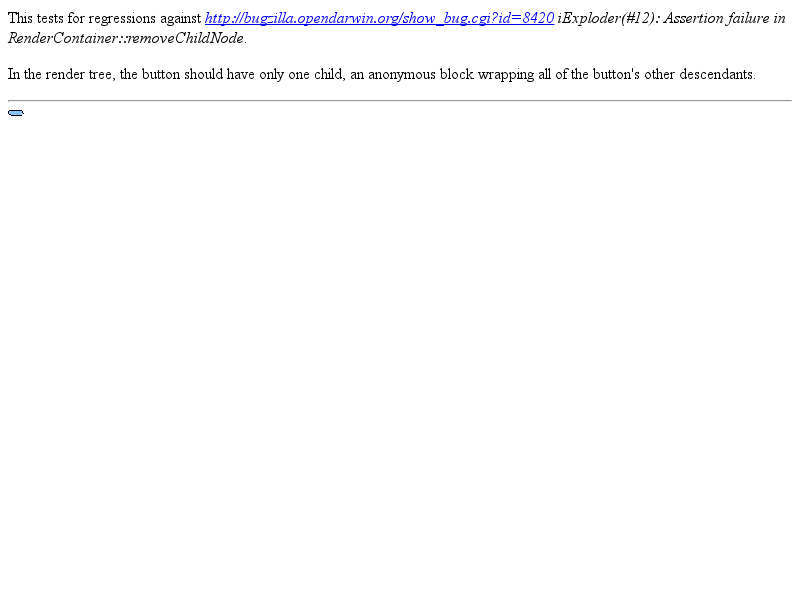 This tests for regressions against http://bugzilla.opendarwin.org/show_bug.cgi?id=8420 iExploder(#12): Assertion failure in
RenderContainer::removeChildNode.
In the render tree, the button should have only one child, an anonymous block wrapping all of the button's other descendants.